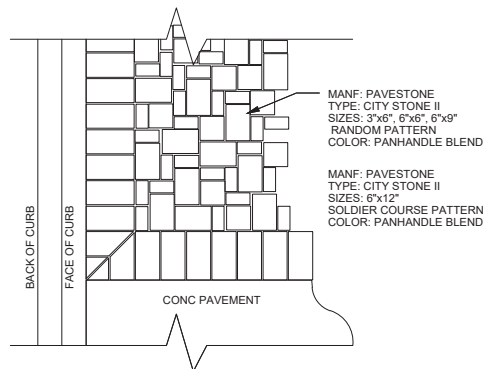 MANF: PAVESTONE
TYPE: CITY STONE II
SIZES: 3"x6", 6"x6", 6"x9"
RANDOM PATTERN
COLOR: PANHANDLE BLEND
MANF: PAVESTONE
TYPE: CITY STONE II
SIZES: 6"x12"
SOLDIER COURSE PATTERN
COLOR: PANHANDLE BLEND
BACK OF CURB
FACE OF CURB
CONC PAVEMENT